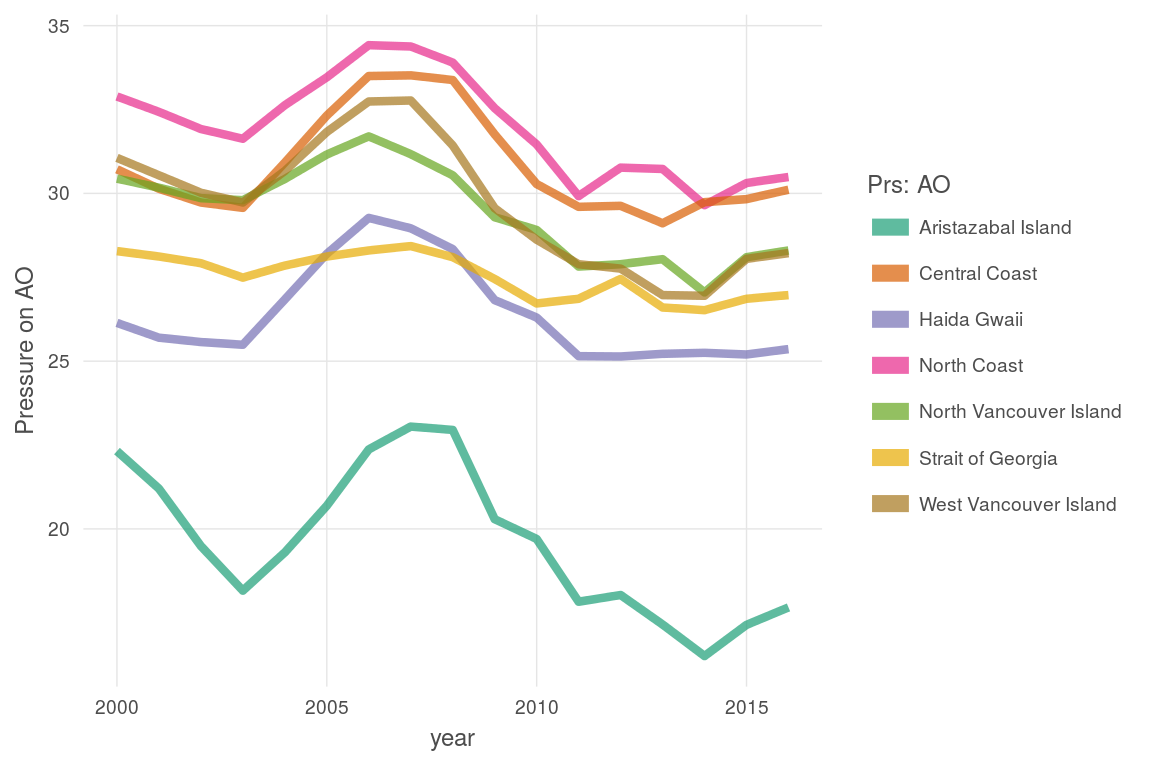 35
30
25
20
Pressure on AO
2000
2005
2010
2015
year
Prs: AO
Aristazabal Island
Central Coast
Haida Gwaii
North Coast
North Vancouver Island
Strait of Georgia
West Vancouver Island